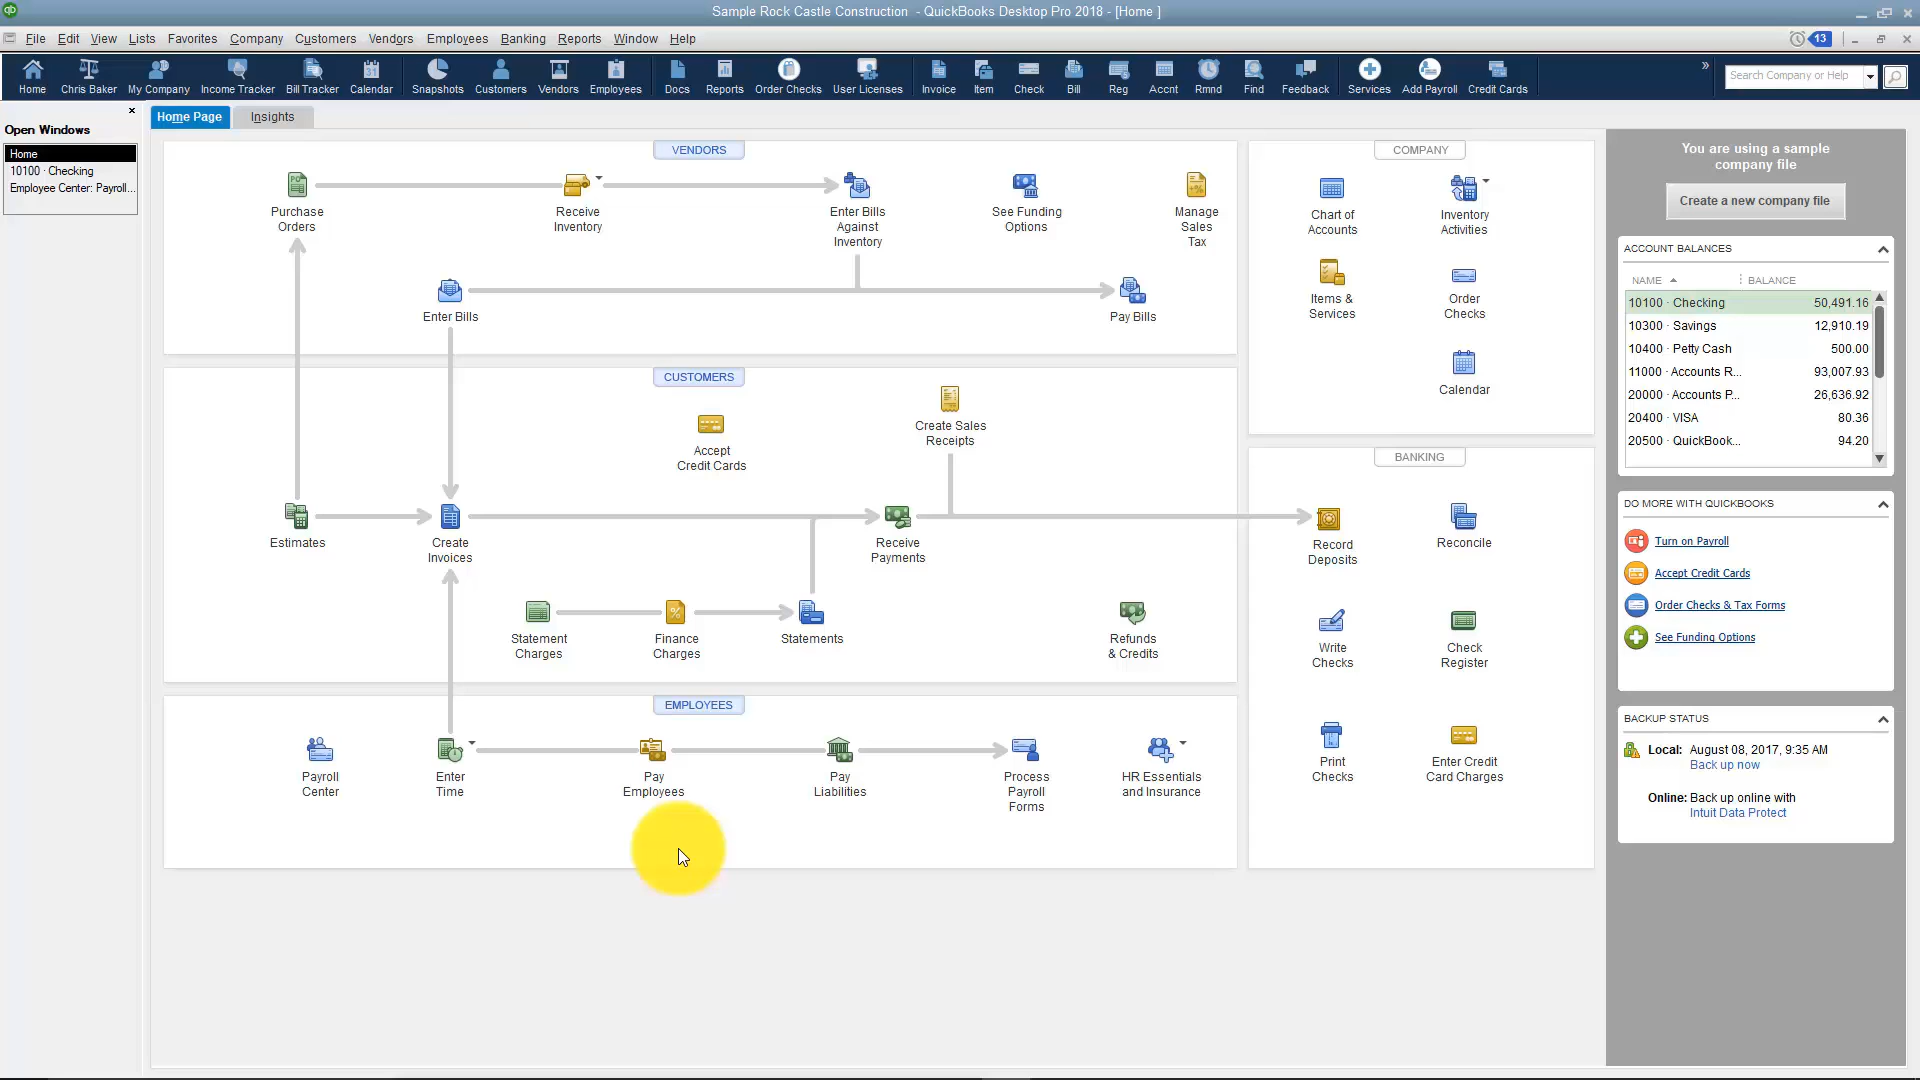 Sample Rock Castle Construction - QuickBooks Desktop Pro 2018 - [Home ]
File Edit View Lists Favorites Company Customers Vendors Employees Banking Reports Window Help
13
Home Chris Baker My Company Income Tracker Bill Tracker Calendar Snapshots Customers Vendors Employees Docs Reports Order Checks User Licenses Invoice Item Check Bill Reg Accnt Rmnd Find Feedback Services Add Payroll Credit Cards
Search Company or Help
Open Windows
Home
10100 · Checking
Employee Center: Payroll...
Home Page
Insights
VENDORS
Purchase
Orders
Receive
Inventory
Enter Bills
Against
Inventory
See Funding
Options
Manage
Sales
Tax
Enter Bills
Pay Bills
CUSTOMERS
Accept
Credit Cards
Create Sales
Receipts
Estimates
Create
Invoices
Receive
Payments
Statement
Charges
Finance
Charges
Statements
Refunds
& Credits
EMPLOYEES
Payroll
Center
Enter
Time
Pay
Employees
Pay
Liabilities
Process
Payroll
Forms
HR Essentials
and Insurance
COMPANY
Chart of
Accounts
Inventory
Activities
Items &
Services
Order
Checks
Calendar
BANKING
Record
Deposits
Reconcile
Write
Checks
Check
Register
Print
Checks
Enter Credit
Card Charges
You are using a sample
company file
Create a new company file
ACCOUNT BALANCES
NAME BALANCE
10100 · Checking 50,491.16
10300 · Savings 12,910.19
10400 · Petty Cash 500.00
11000 · Accounts R... 93,007.93
20000 · Accounts P... 26,636.92
20400 · VISA 80.36
20500 · QuickBook... 94.20
DO MORE WITH QUICKBOOKS
Turn on Payroll
Accept Credit Cards
Order Checks & Tax Forms
See Funding Options
BACKUP STATUS
Local: August 08, 2017, 9:35 AM
Back up now
Online: Back up online with
Intuit Data Protect